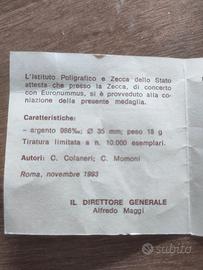 L'Istituto Poligrafico e Zecca dello Stato
attesta che presso la Zecca, di concerto
con Euronummus, si è provveduto alla co-
niazione della presente medaglia.
Caratteristiche:
- argento 986‰; Ø 35 mm; peso 18 g
Tiratura limitata a n. 10.000 esemplari.
Autori: C. Colaneri; C. Momoni
Roma, novembre 1993
IL DIRETTORE GENERALE
Alfredo Maggi
subito